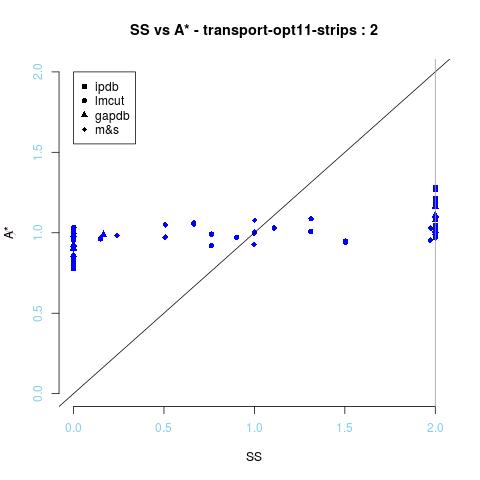 SS vs A* - transport-opt11-strips : 2
ipdb
lmcut
gapdb
m&s
A*
2.0
1.5
1.0
0.5
0.0
0.0 0.5 1.0 1.5 2.0
SS